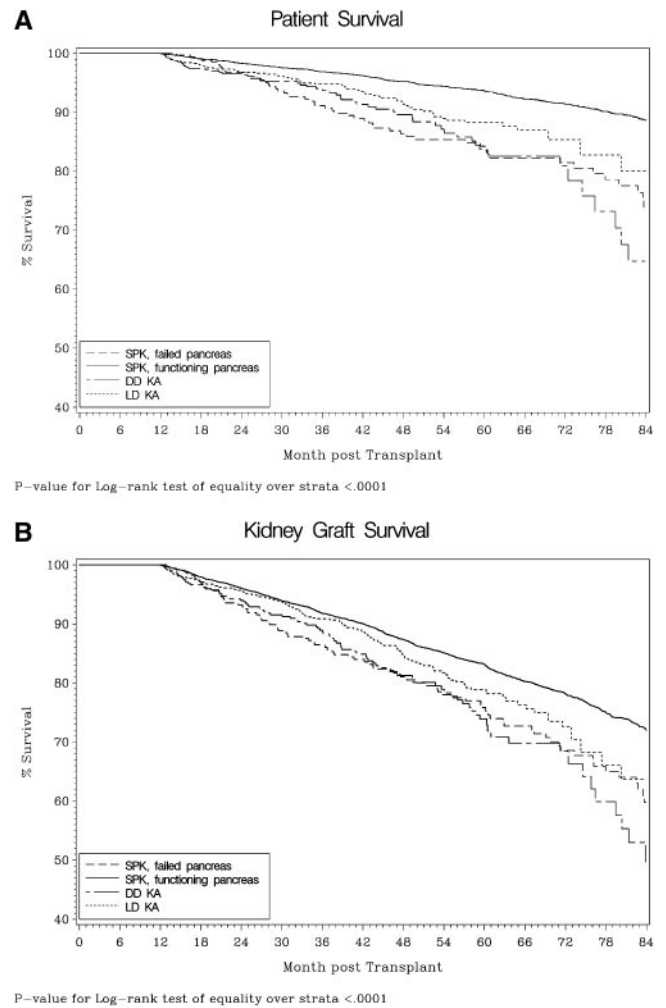 A
Patient Survival
100
90
80
70
60
50
40
% Survival
SPK, failed pancreas
SPK, functioning pancreas
DD KA
LD KA
0 6 12 18 24 30 36 42 48 54 60 66 72 78 84
Month post Transplant
P-value for Log-rank test of equality over strata <.0001
B
Kidney Graft Survival
100
90
80
70
60
50
40
% Survival
SPK, failed pancreas
SPK, functioning pancreas
DD KA
LD KA
0 6 12 18 24 30 36 42 48 54 60 66 72 78 84
Month post Transplant
P-value for Log-rank test of equality over strata <.0001